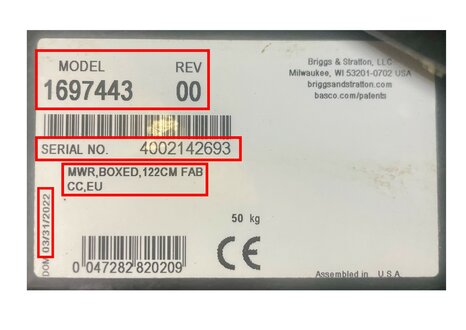 MODEL REV
1697443 00
Briggs & Stratton, LLC
Milwaukee, WI 53201-0702 USA
briggsandstratton.com
basco.com/patents
SERIAL NO. 4002142693
MWR,BOXED,122CM FAB
CC,EU
DOM 03/31/2022
50 kg
0 047282 820209
CE
Assembled in U.S.A.